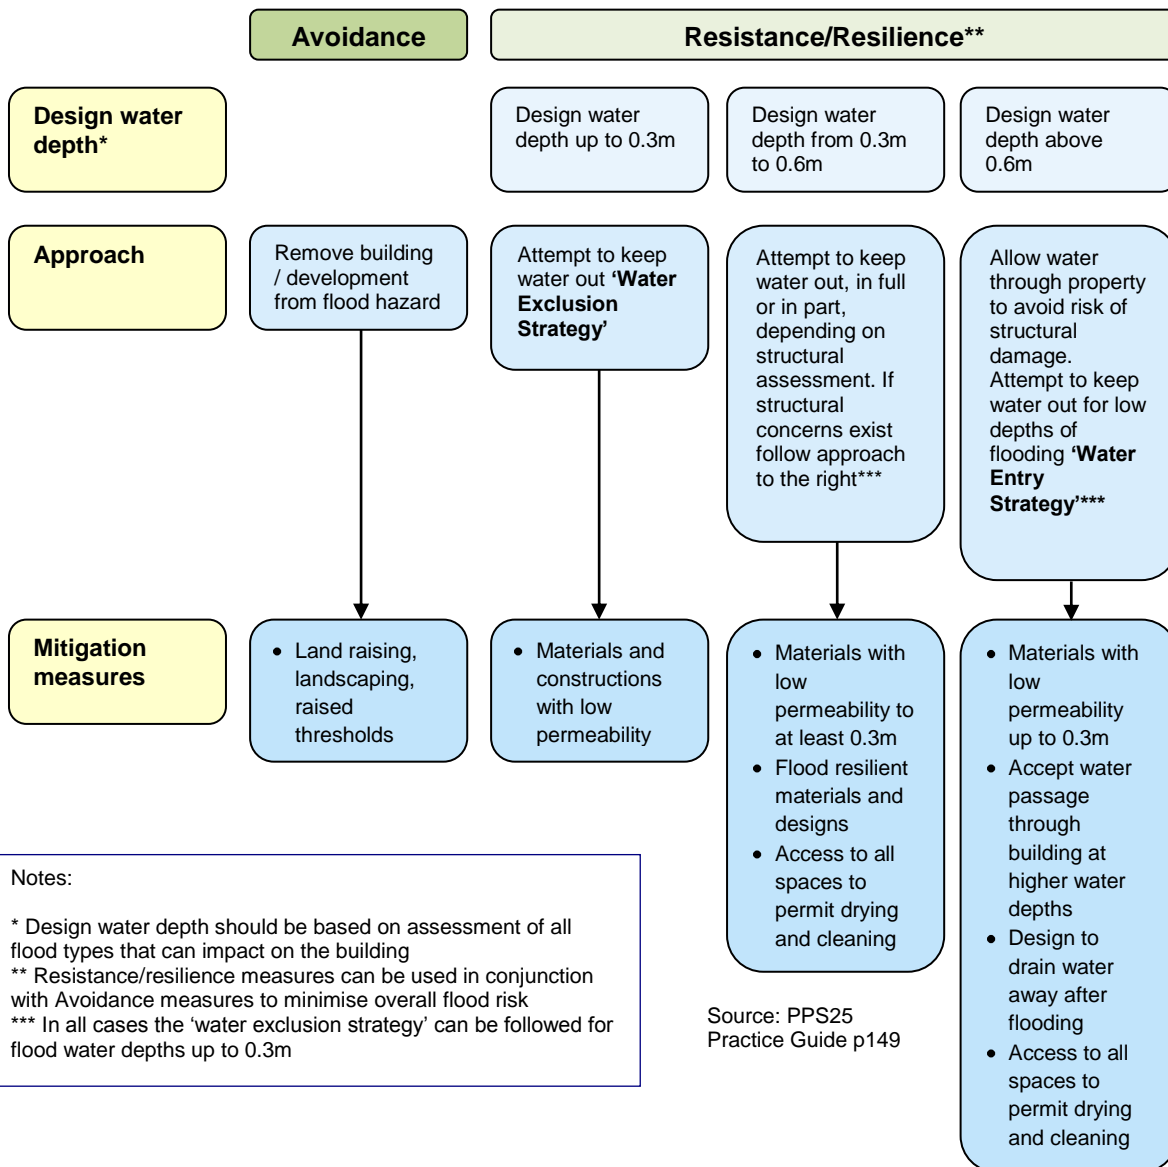 Avoidance
Resistance/Resilience**
Design water
depth*
Design water
depth up to 0.3m
Design water
depth from 0.3m
to 0.6m
Design water
depth above
0.6m
Approach
Remove building
/ development
from flood hazard
Attempt to keep
water out ‘Water
Exclusion
Strategy’
Attempt to keep
water out, in full
or in part,
depending on
structural
assessment. If
structural
concerns exist
follow approach
to the right***
Allow water
through property
to avoid risk of
structural
damage.
Attempt to keep
water out for low
depths of
flooding ‘Water
Entry
Strategy’***
Mitigation
measures
• Land raising,
landscaping,
raised
thresholds
• Materials and
constructions
with low
permeability
• Materials with
low
permeability to
at least 0.3m
• Flood resilient
materials and
designs
• Access to all
spaces to
permit drying
and cleaning
• Materials with
low
permeability
up to 0.3m
• Accept water
passage
through
building at
higher water
depths
• Design to
drain water
away after
flooding
• Access to all
spaces to
permit drying
and cleaning
Notes:
* Design water depth should be based on assessment of all
flood types that can impact on the building
** Resistance/resilience measures can be used in conjunction
with Avoidance measures to minimise overall flood risk
*** In all cases the ‘water exclusion strategy’ can be followed for
flood water depths up to 0.3m
Source: PPS25
Practice Guide p149